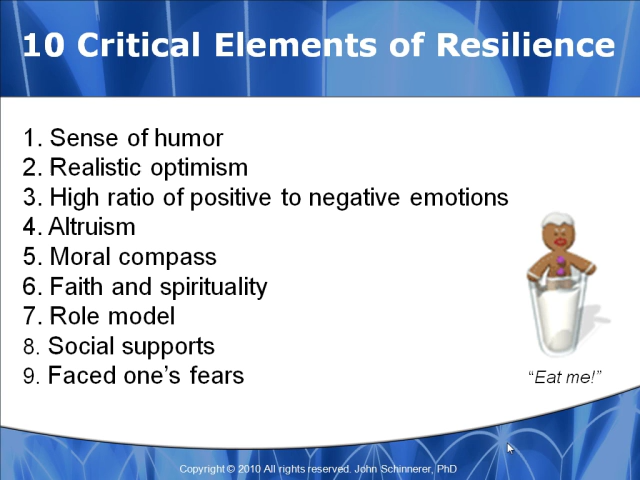 10 Critical Elements of Resilience
1. Sense of humor
2. Realistic optimism
3. High ratio of positive to negative emotions
4. Altruism
5. Moral compass
6. Faith and spirituality
7. Role model
8. Social supports
9. Faced one’s fears
“Eat me!”
Copyright © 2010 All rights reserved. John Schinnerer, PhD